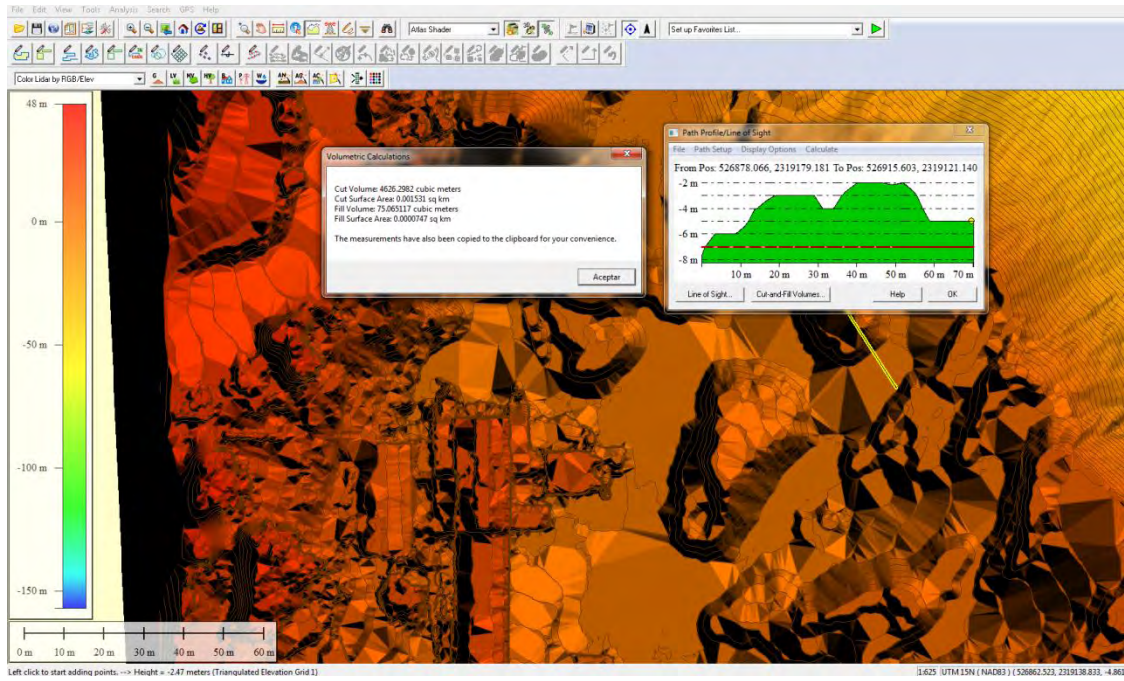 File Edit View Tools Analysis Search GPS Help
Atlas Shader
Set up Favorites List...
Color Lidar by RGB/Elev
48 m
0 m
-50 m
-100 m
-150 m
Volumetric Calculations
Cut Volume: 4626.2982 cubic meters
Cut Surface Area: 0.001531 sq km
Fill Volume: 75.065117 cubic meters
Fill Surface Area: 0.0000747 sq km
The measurements have also been copied to the clipboard for your convenience.
Aceptar
Path Profile/Line of Sight
File Path Setup Display Options Calculate
From Pos: 526878.066, 2319179.181 To Pos: 526915.603, 2319121.140
-2 m
-4 m
-6 m
-8 m
10 m 20 m 30 m 40 m 50 m 60 m 70 m
Line of Sight... Cut-and-Fill Volumes... Help OK
0 m 10 m 20 m 30 m 40 m 50 m 60 m
Left click to start adding points. --> Height = -2.47 meters (Triangulated Elevation Grid 1)
1:625 UTM 15N ( NAD83 ) ( 526862.523, 2319138.833, -4.861